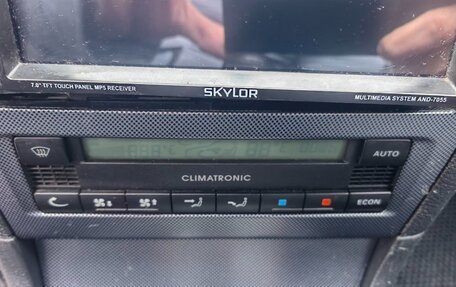 7.0" TFT TOUCH PANEL MP5 RECEIVER
SKYLOR
MULTIMEDIA SYSTEM AND-7055
AUTO
CLIMATRONIC
ECON